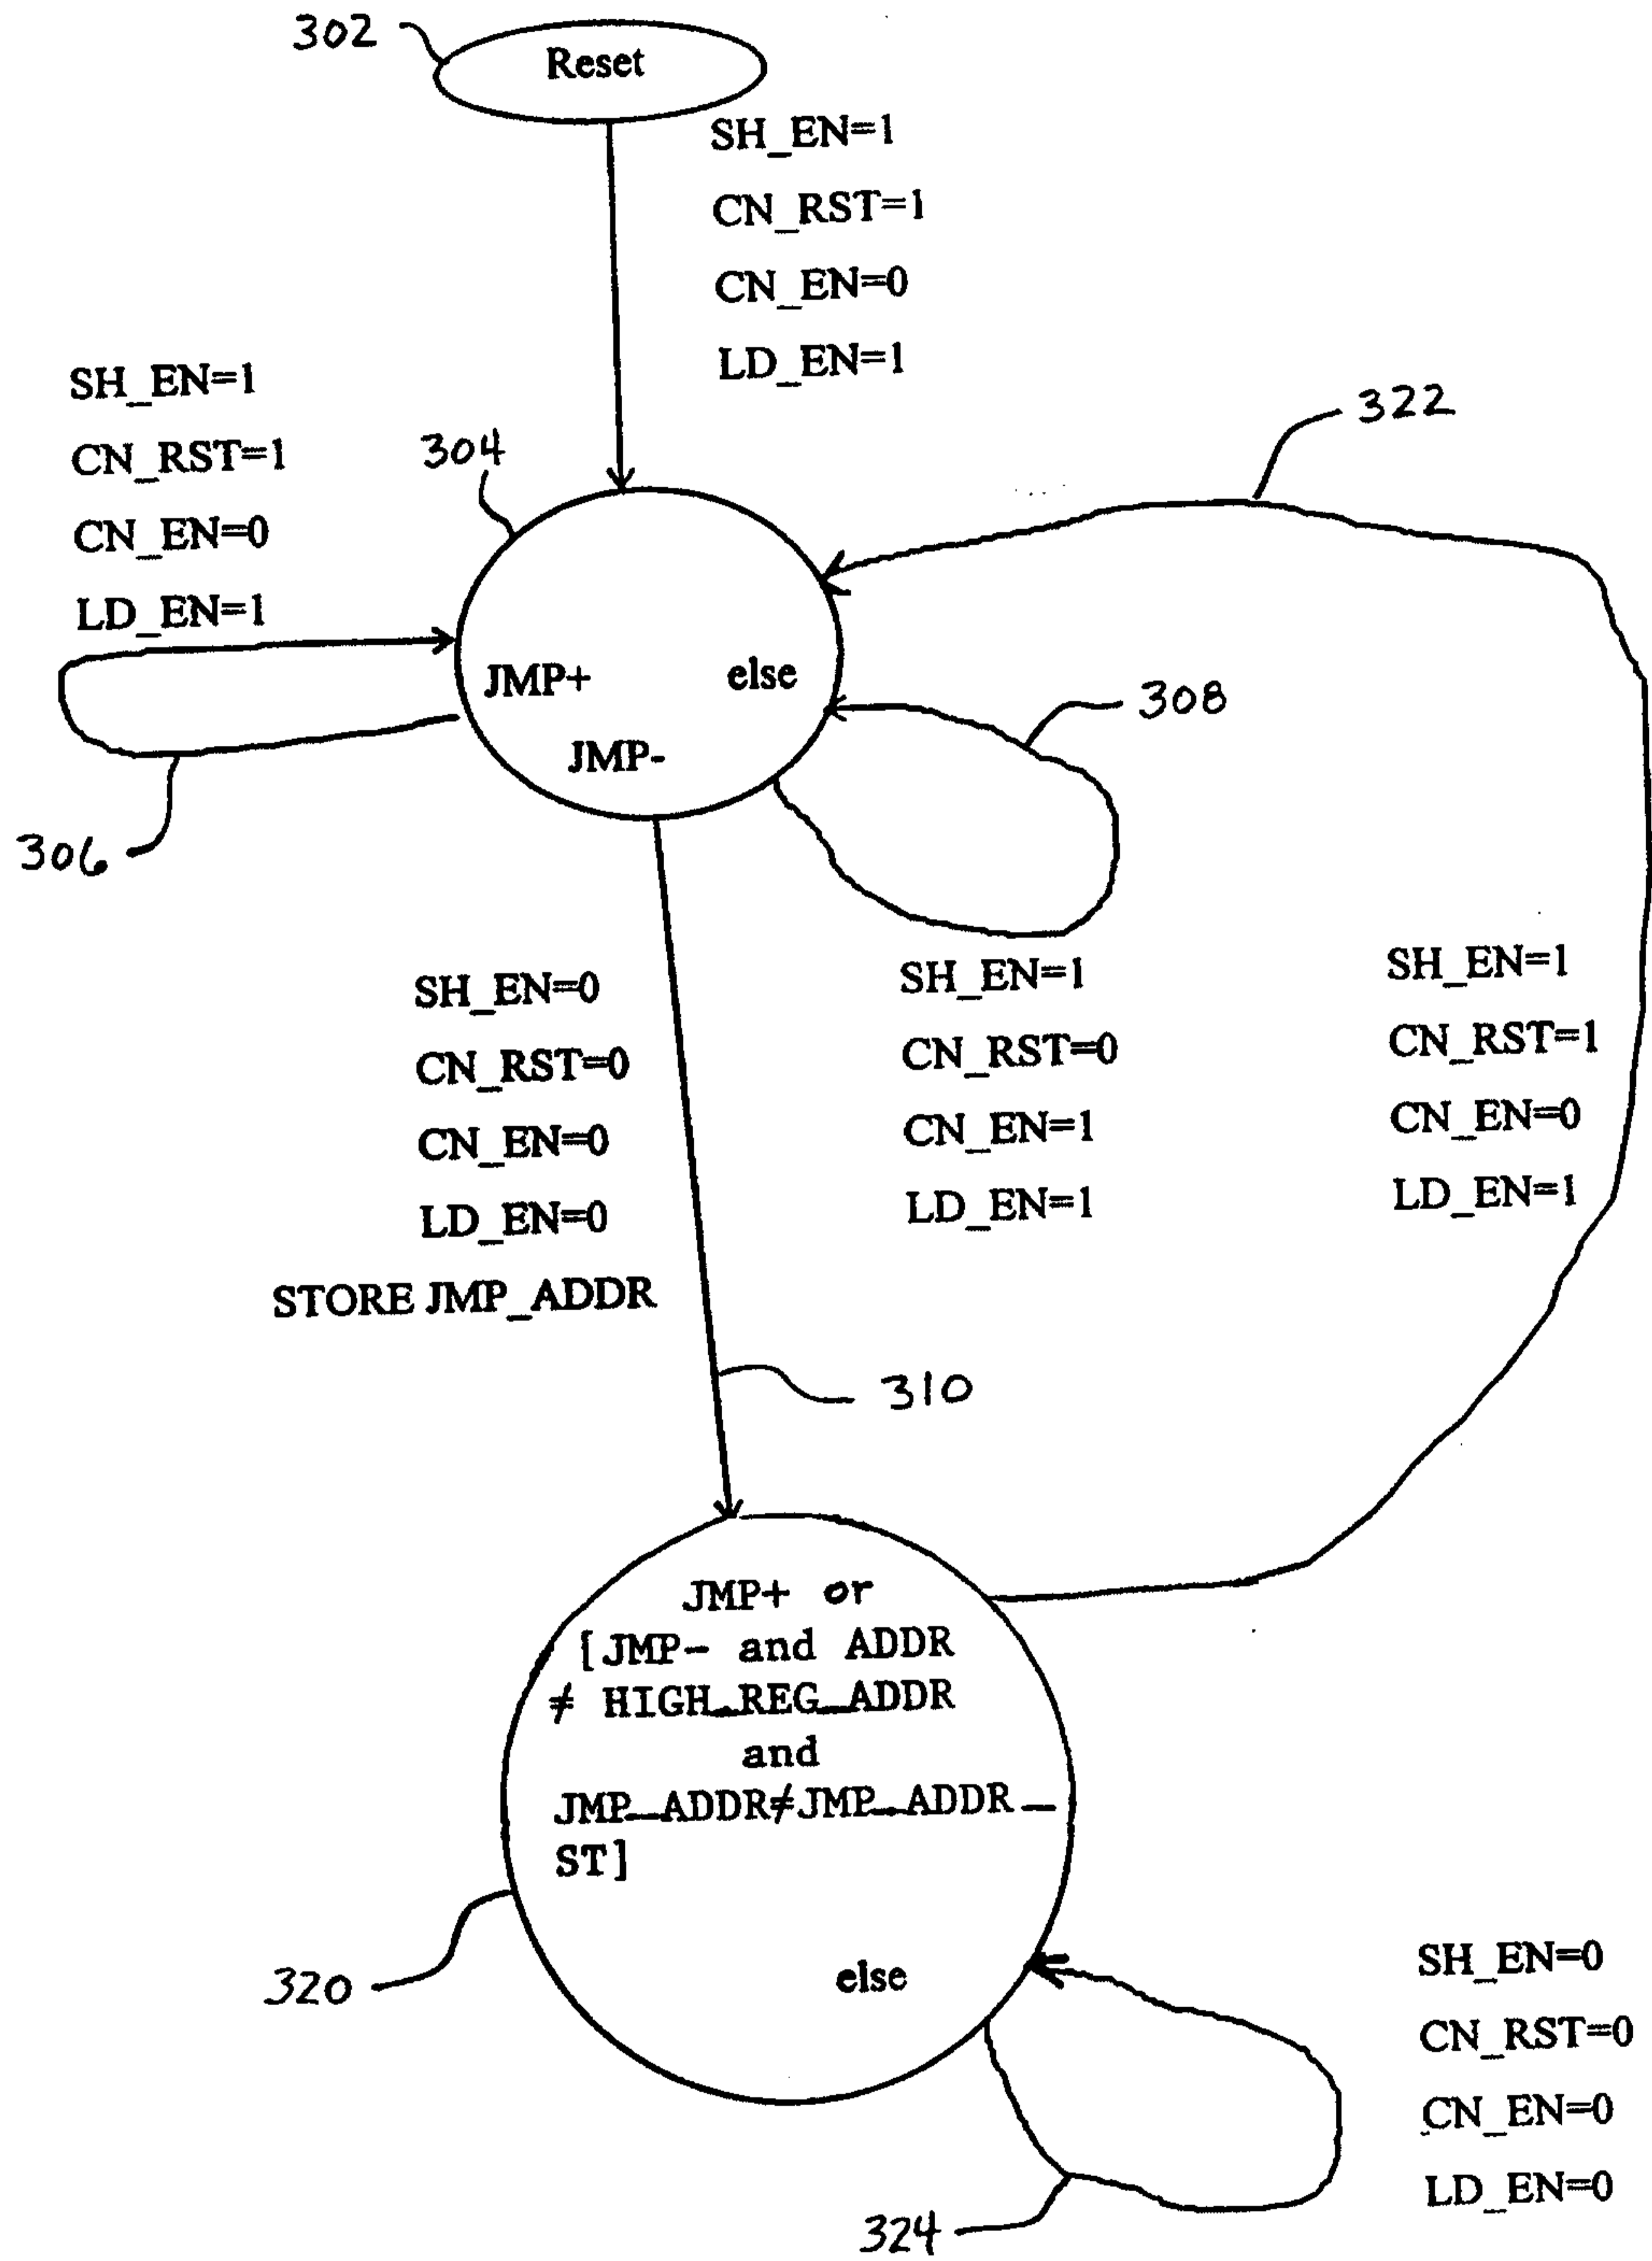 302
Reset
SH_EN=1
CN_RST=1
CN_EN=0
LD_EN=1
SH_EN=1
CN_RST=1
CN_EN=0
LD_EN=1
304
322
JMP+
else
JMP-
306
308
SH_EN=0
CN_RST=0
CN_EN=0
LD_EN=0
STORE JMP_ADDR
SH_EN=1
CN_RST=0
CN_EN=1
LD_EN=1
SH_EN=1
CN_RST=1
CN_EN=0
LD_EN=1
310
JMP+ or
[JMP- and ADDR
≠ HIGH_REG_ADDR
and
JMP_ADDR≠JMP_ADDR_
ST]
else
320
SH_EN=0
CN_RST=0
CN_EN=0
LD_EN=0
324